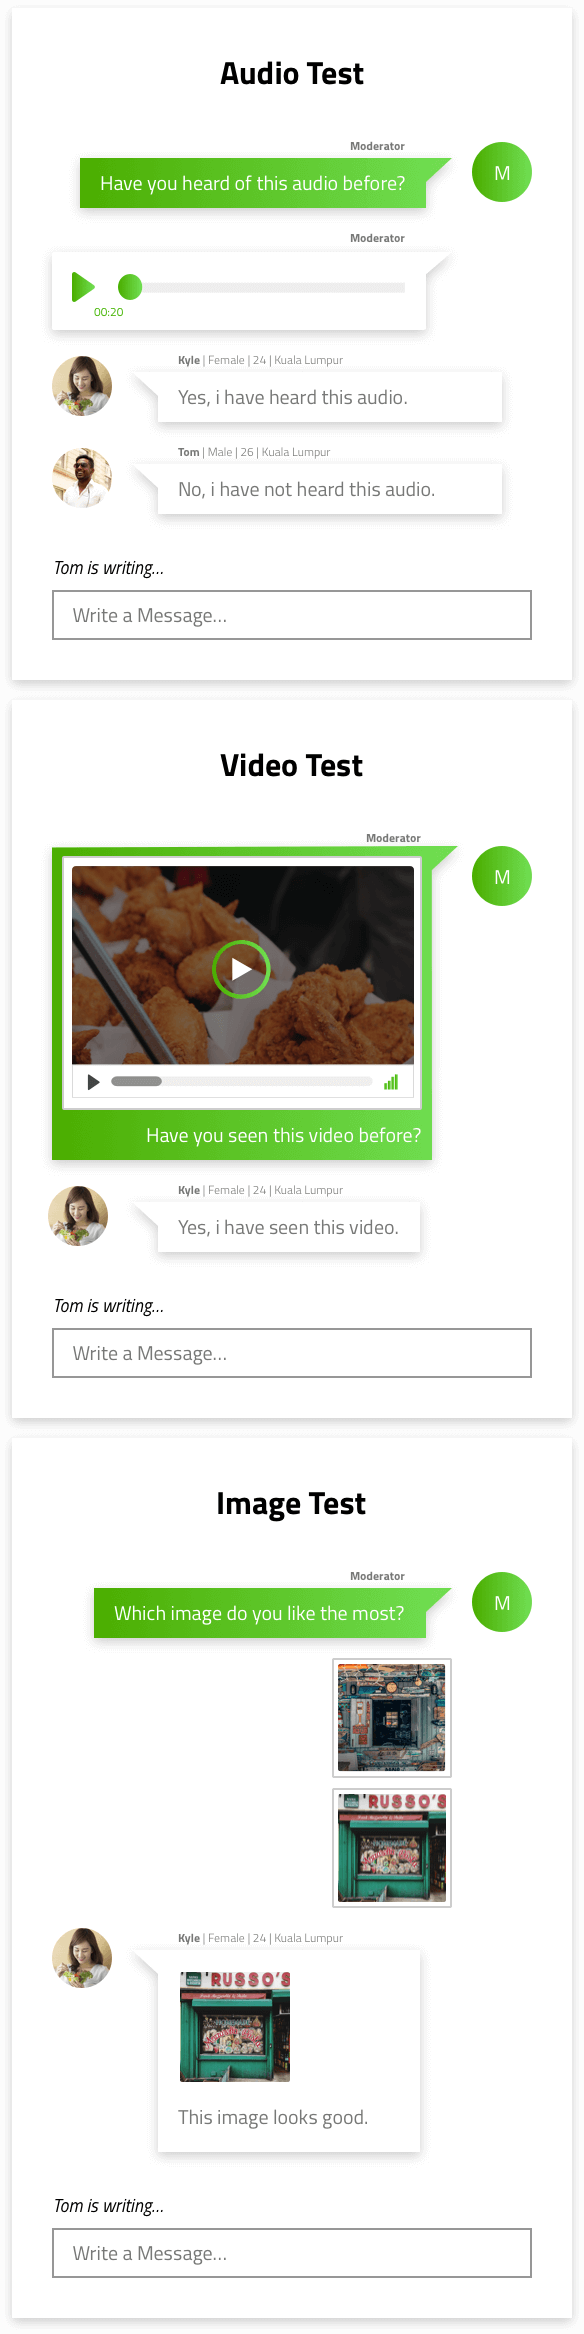 Audio Test
Moderator
Have you heard of this audio before?
M
Moderator
00:20
Kyle | Female | 24 | Kuala Lumpur
Yes, i have heard this audio.
Tom | Male | 26 | Kuala Lumpur
No, i have not heard this audio.
Tom is writing...
Write a Message...
Video Test
Moderator
M
Have you seen this video before?
Kyle | Female | 24 | Kuala Lumpur
Yes, i have seen this video.
Tom is writing...
Write a Message...
Image Test
Moderator
Which image do you like the most?
M
RUSSO'S
Kyle | Female | 24 | Kuala Lumpur
RUSSO'S
This image looks good.
Tom is writing...
Write a Message...